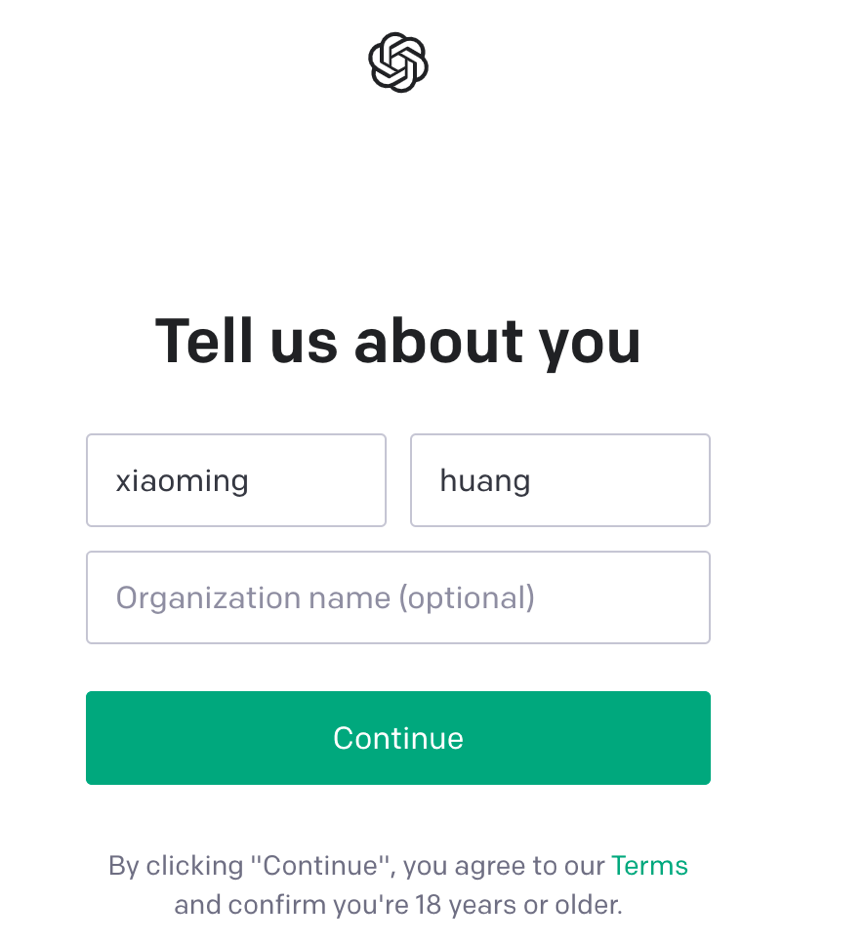 Tell us about you
xiaoming huang
Organization name (optional)
Continue
By clicking "Continue", you agree to our Terms
and confirm you're 18 years or older.